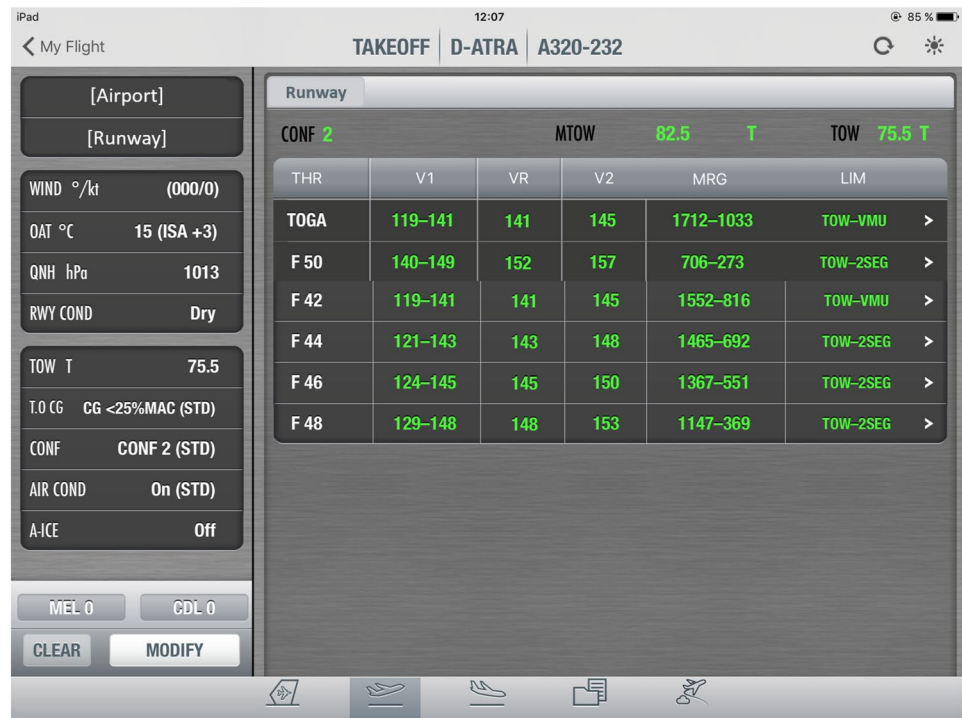 iPad 12:07 85 %
My Flight TAKEOFF D-ATRA A320-232
[Airport]
[Runway]
WIND °/kt (000/0)
OAT °C 15 (ISA +3)
QNH hPa 1013
RWY COND Dry
TOW T 75.5
T.O CG CG <25%MAC (STD)
CONF CONF 2 (STD)
AIR COND On (STD)
A-ICE Off
MEL 0 CDL 0
CLEAR MODIFY
Runway
CONF 2 MTOW 82.5 T TOW 75.5 T
THR V1 VR V2 MRG LIM
TOGA 119–141 141 145 1712–1033 TOW–VMU >
F 50 140–149 152 157 706–273 TOW–2SEG >
F 42 119–141 141 145 1552–816 TOW–VMU >
F 44 121–143 143 148 1465–692 TOW–2SEG >
F 46 124–145 145 150 1367–551 TOW–2SEG >
F 48 129–148 148 153 1147–369 TOW–2SEG >